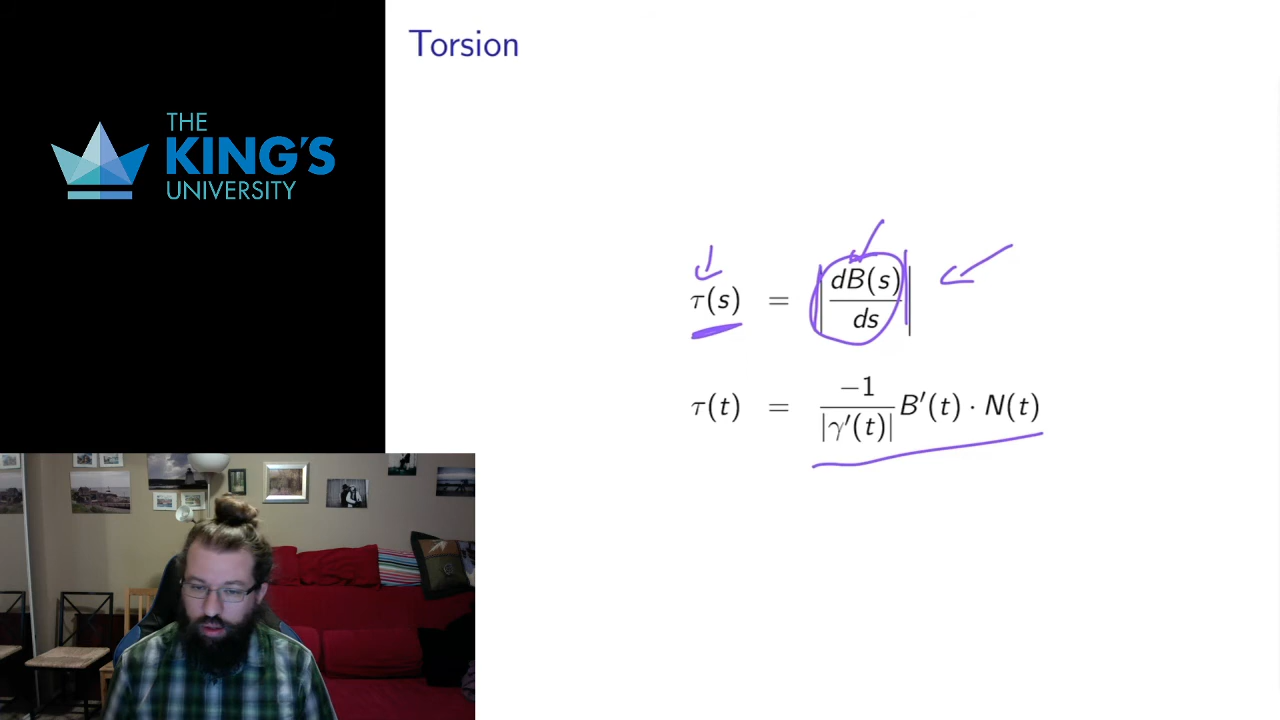 Torsion
THE
KING'S
UNIVERSITY
τ(s) = |dB(s)/ds|
τ(t) = −1/|γ′(t)| B′(t) · N(t)